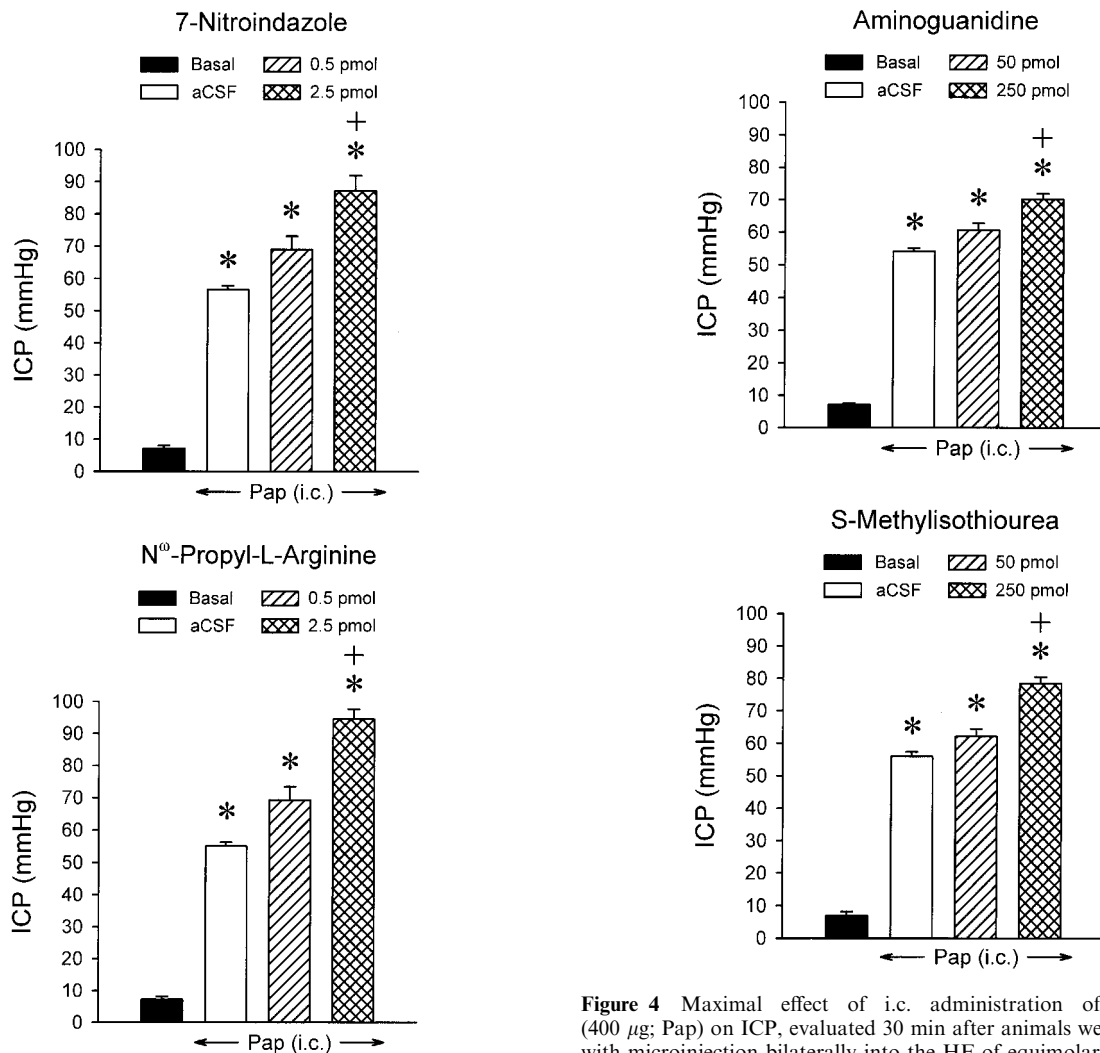 7-Nitroindazole
Basal 0.5 pmol
aCSF 2.5 pmol
+
*
*
*
100
90
80
70
60
50
40
30
20
10
0
ICP (mmHg)
← Pap (i.c.) →
Nω-Propyl-L-Arginine
Basal 0.5 pmol
aCSF 2.5 pmol
+
*
*
*
100
90
80
70
60
50
40
30
20
10
0
ICP (mmHg)
← Pap (i.c.) →
Aminoguanidine
Basal 50 pmol
aCSF 250 pmol
+
*
*
*
100
90
80
70
60
50
40
30
20
10
0
ICP (mmHg)
← Pap (i.c.) →
S-Methylisothiourea
Basal 50 pmol
aCSF 250 pmol
+
*
*
*
100
90
80
70
60
50
40
30
20
10
0
ICP (mmHg)
← Pap (i.c.) →
Figure 4 Maximal effect of i.c. administration of
(400 μg; Pap) on ICP, evaluated 30 min after animals we
with microinjection bilaterally into the HF of equimolar